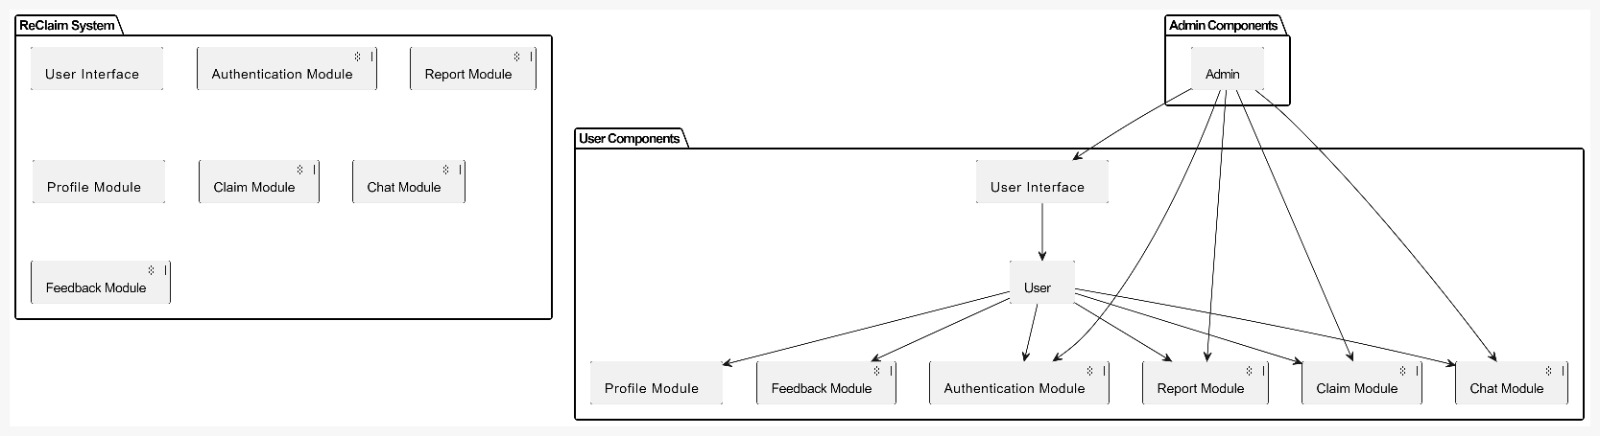 ReClaim System
User Interface
Authentication Module
Report Module
Profile Module
Claim Module
Chat Module
Feedback Module
Admin Components
Admin
User Components
User Interface
User
Profile Module
Feedback Module
Authentication Module
Report Module
Claim Module
Chat Module